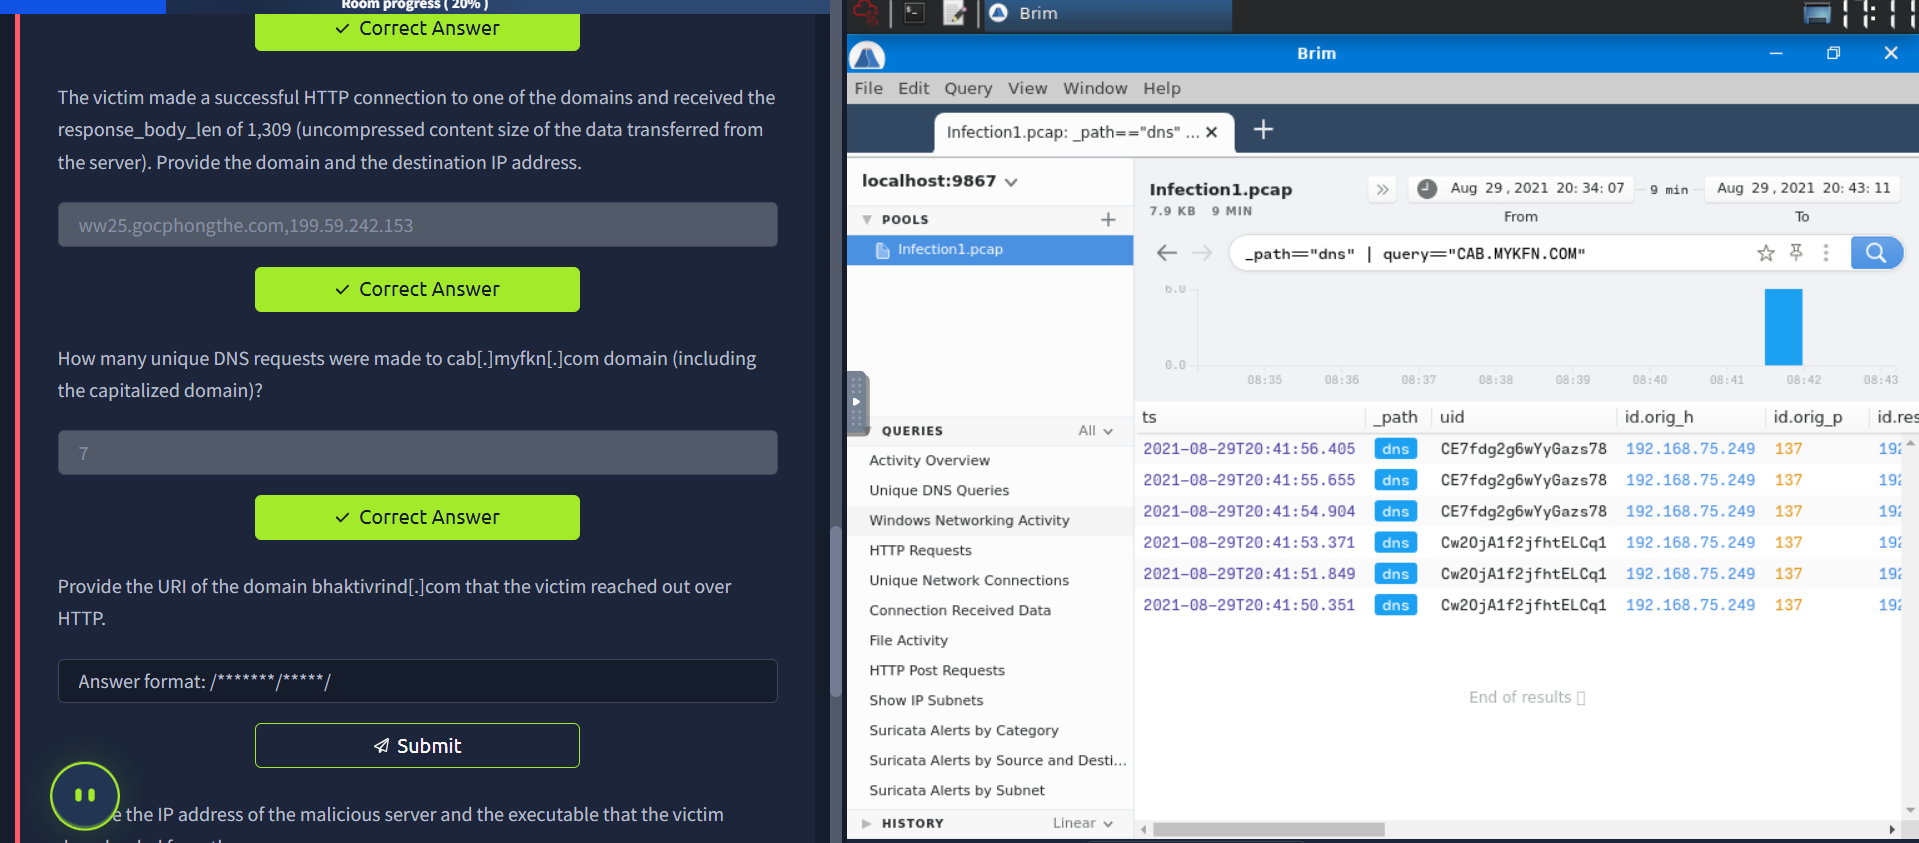 Room progress ( 20% )
Correct Answer
The victim made a successful HTTP connection to one of the domains and received the
response_body_len of 1,309 (uncompressed content size of the data transferred from
the server). Provide the domain and the destination IP address.
ww25.gocphongthe.com,199.59.242.153
Correct Answer
How many unique DNS requests were made to cab[.]myfkn[.]com domain (including
the capitalized domain)?
7
Correct Answer
Provide the URI of the domain bhaktivrind[.]com that the victim reached out over
HTTP.
Answer format: /*******/*****/
Submit
the IP address of the malicious server and the executable that the victim
Brim
Brim
File Edit Query View Window Help
Infection1.pcap: _path=="dns" ...
localhost:9867
POOLS
Infection1.pcap
QUERIES All
Activity Overview
Unique DNS Queries
Windows Networking Activity
HTTP Requests
Unique Network Connections
Connection Received Data
File Activity
HTTP Post Requests
Show IP Subnets
Suricata Alerts by Category
Suricata Alerts by Source and Desti...
Suricata Alerts by Subnet
HISTORY Linear
Infection1.pcap
7.9 KB 9 MIN
Aug 29 , 2021 20: 34: 07 9 min Aug 29 , 2021 20: 43: 11
From To
_path=="dns" | query=="CAB.MYKFN.COM"
6.0
0.0
08:35 08:36 08:37 08:38 08:39 08:40 08:41 08:42 08:43
ts _path uid id.orig_h id.orig_p id.res
2021-08-29T20:41:56.405 dns CE7fdg2g6wYyGazs78 192.168.75.249 137 192
2021-08-29T20:41:55.655 dns CE7fdg2g6wYyGazs78 192.168.75.249 137 192
2021-08-29T20:41:54.904 dns CE7fdg2g6wYyGazs78 192.168.75.249 137 192
2021-08-29T20:41:53.371 dns Cw2OjA1f2jfhtELCq1 192.168.75.249 137 192
2021-08-29T20:41:51.849 dns Cw2OjA1f2jfhtELCq1 192.168.75.249 137 192
2021-08-29T20:41:50.351 dns Cw2OjA1f2jfhtELCq1 192.168.75.249 137 192
End of results